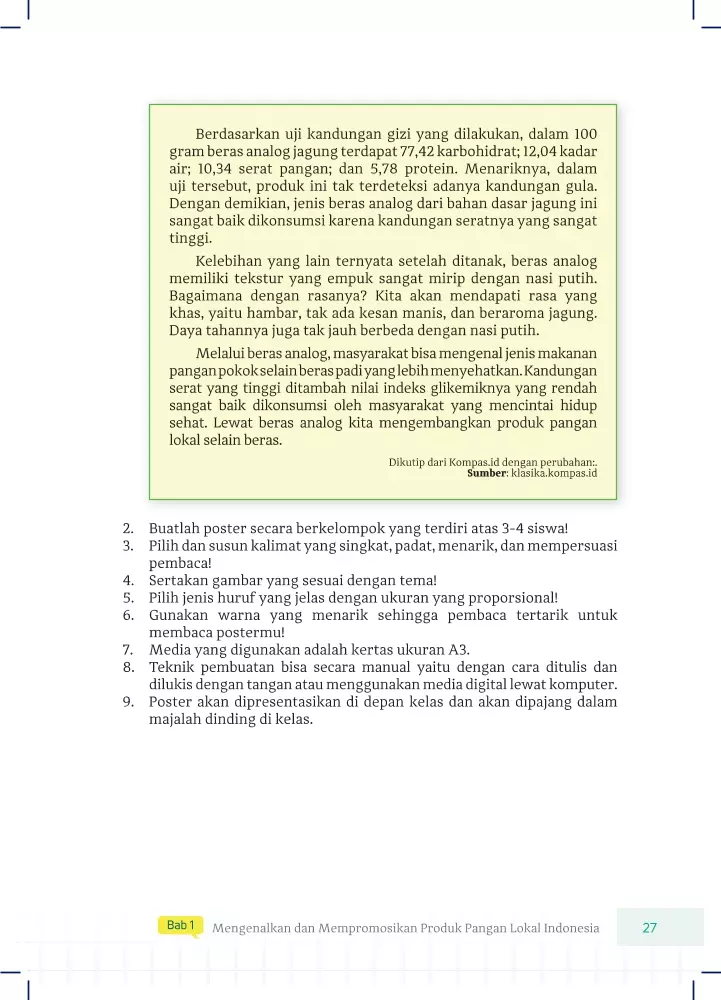 Berdasarkan uji kandungan gizi yang dilakukan, dalam 100
gram beras analog jagung terdapat 77,42 karbohidrat; 12,04 kadar
air; 10,34 serat pangan; dan 5,78 protein. Menariknya, dalam
uji tersebut, produk ini tak terdeteksi adanya kandungan gula.
Dengan demikian, jenis beras analog dari bahan dasar jagung ini
sangat baik dikonsumsi karena kandungan seratnya yang sangat
tinggi.
Kelebihan yang lain ternyata setelah ditanak, beras analog
memiliki tekstur yang empuk sangat mirip dengan nasi putih.
Bagaimana dengan rasanya? Kita akan mendapati rasa yang
khas, yaitu hambar, tak ada kesan manis, dan beraroma jagung.
Daya tahannya juga tak jauh berbeda dengan nasi putih.
Melalui beras analog, masyarakat bisa mengenal jenis makanan
pangan pokok selain beras padi yang lebih menyehatkan. Kandungan
serat yang tinggi ditambah nilai indeks glikemiknya yang rendah
sangat baik dikonsumsi oleh masyarakat yang mencintai hidup
sehat. Lewat beras analog kita mengembangkan produk pangan
lokal selain beras.
Dikutip dari Kompas.id dengan perubahan:.
Sumber: klasika.kompas.id
2. Buatlah poster secara berkelompok yang terdiri atas 3-4 siswa!
3. Pilih dan susun kalimat yang singkat, padat, menarik, dan mempersuasi
pembaca!
4. Sertakan gambar yang sesuai dengan tema!
5. Pilih jenis huruf yang jelas dengan ukuran yang proporsional!
6. Gunakan warna yang menarik sehingga pembaca tertarik untuk
membaca postermu!
7. Media yang digunakan adalah kertas ukuran A3.
8. Teknik pembuatan bisa secara manual yaitu dengan cara ditulis dan
dilukis dengan tangan atau menggunakan media digital lewat komputer.
9. Poster akan dipresentasikan di depan kelas dan akan dipajang dalam
majalah dinding di kelas.
Bab 1 Mengenalkan dan Mempromosikan Produk Pangan Lokal Indonesia 27